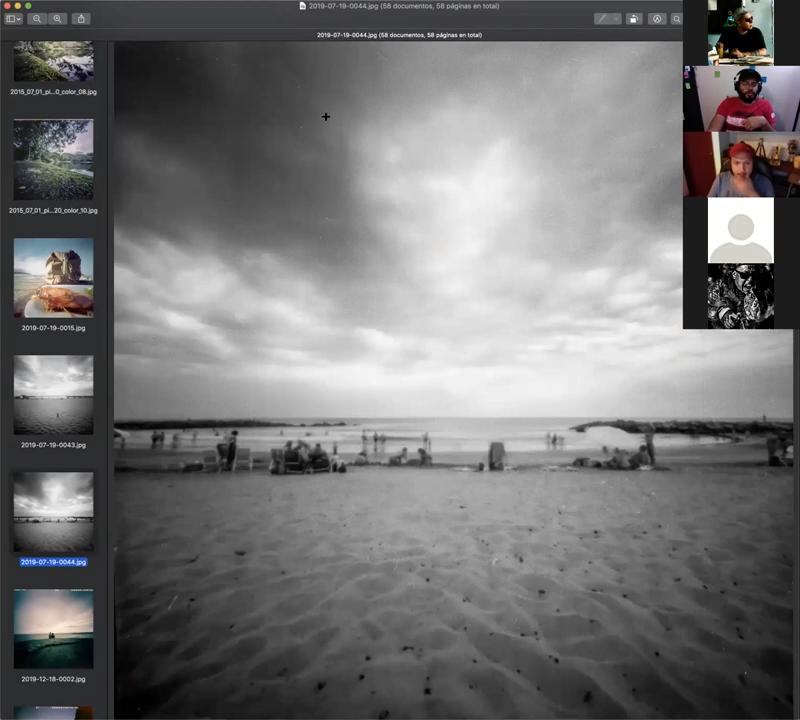 2019-07-19-0044.jpg (58 documentos, 58 páginas en total)
2019-07-19-0044.jpg (58 documentos, 58 páginas en total)
2015_07_01_pi...0_color_08.jpg
2015_07_01_pi...20_color_10.jpg
2019-07-19-0015.jpg
2019-07-19-0043.jpg
2019-07-19-0044.jpg
2019-12-18-0002.jpg